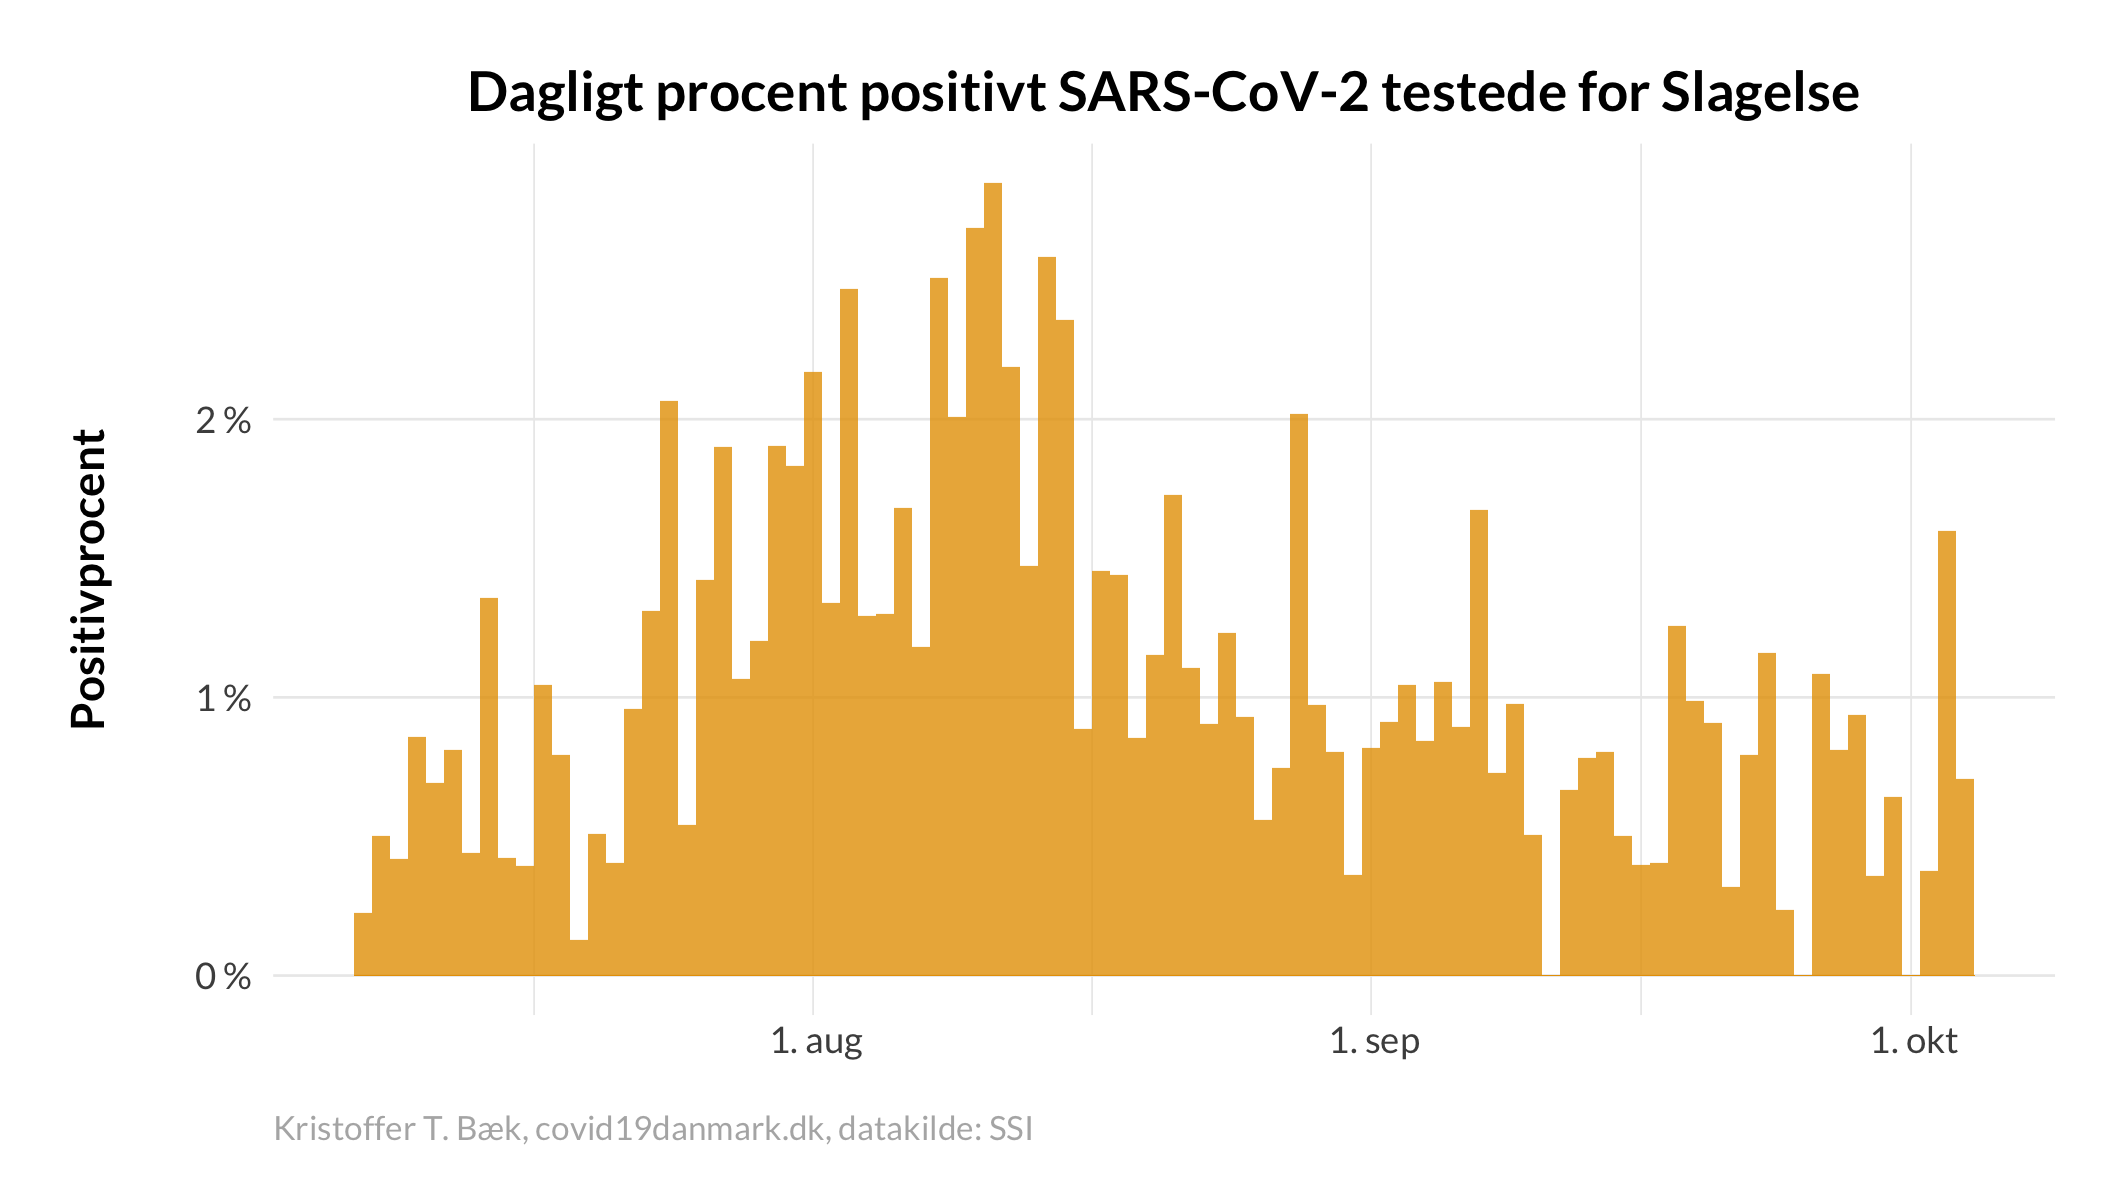 Dagligt procent positivt SARS-CoV-2 testede for Slagelse
Positivprocent
2 %
1 %
0 %
1. aug
1. sep
1. okt
Kristoffer T. Bæk, covid19danmark.dk, datakilde: SSI